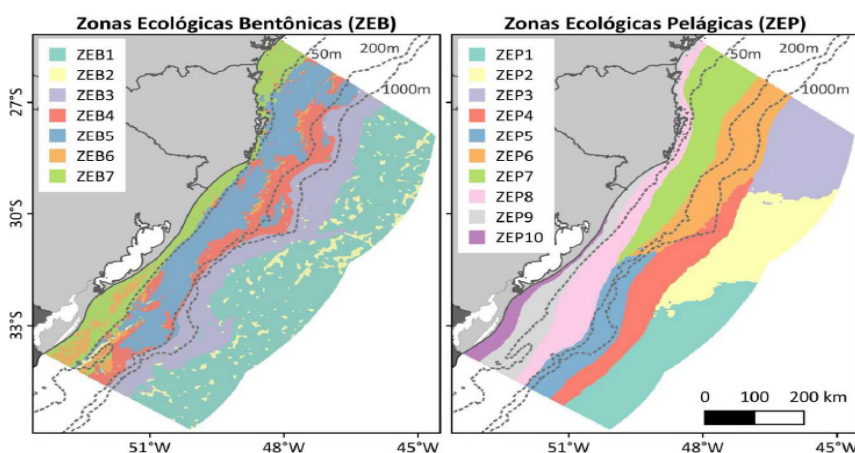 Zonas Ecológicas Bentônicas (ZEB)
ZEB1
ZEB2
ZEB3
ZEB4
ZEB5
ZEB6
ZEB7
50m
200m
1000m
27°S
30°S
33°S
51°W
48°W
45°W
Zonas Ecológicas Pelágicas (ZEP)
ZEP1
ZEP2
ZEP3
ZEP4
ZEP5
ZEP6
ZEP7
ZEP8
ZEP9
ZEP10
50m
200m
1000m
0 100 200 km
51°W
48°W
45°W